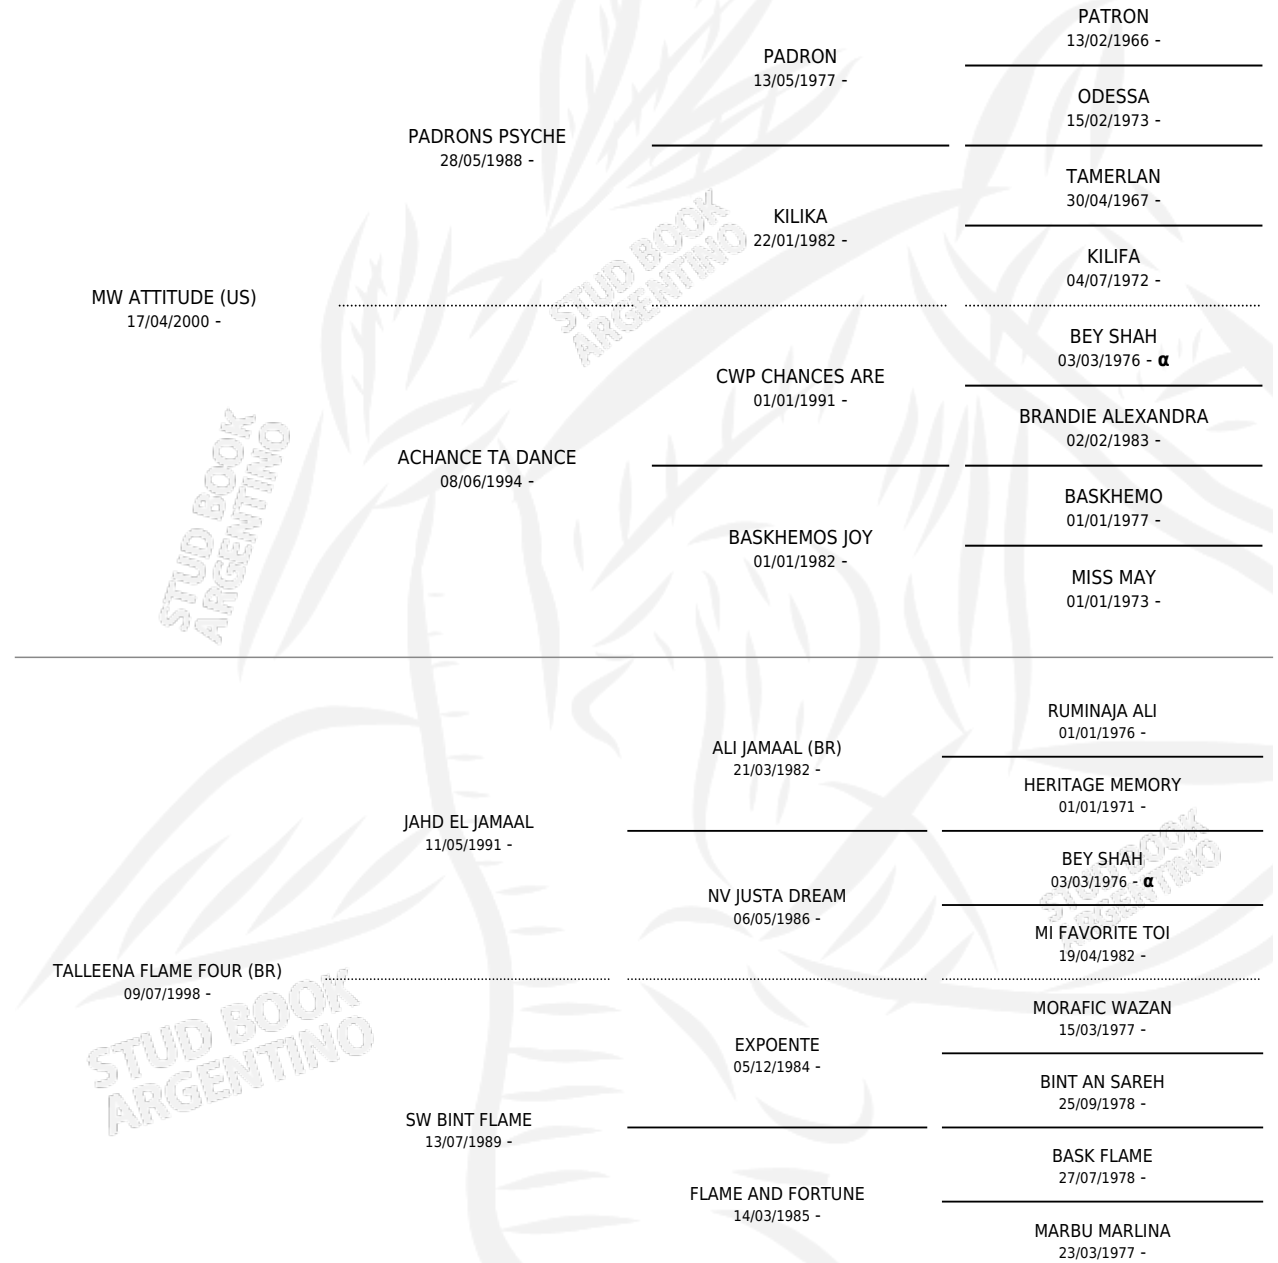 PATRON
13/02/1966 -
PADRON
13/05/1977 -
ODESSA
15/02/1973 -
PADRONS PSYCHE
28/05/1988 -
TAMERLAN
30/04/1967 -
KILIKA
22/01/1982 -
KILIFA
04/07/1972 -
MW ATTITUDE (US)
17/04/2000 -
BEY SHAH
03/03/1976 - α
CWP CHANCES ARE
01/01/1991 -
BRANDIE ALEXANDRA
02/02/1983 -
ACHANCE TA DANCE
08/06/1994 -
BASKHEMO
01/01/1977 -
BASKHEMOS JOY
01/01/1982 -
MISS MAY
01/01/1973 -
STUD BOOK
ARGENTINO
STUD BOOK
ARGENTINO
RUMINAJA ALI
01/01/1976 -
ALI JAMAAL (BR)
21/03/1982 -
HERITAGE MEMORY
01/01/1971 -
JAHD EL JAMAAL
11/05/1991 -
BEY SHAH
03/03/1976 - α
NV JUSTA DREAM
06/05/1986 -
MI FAVORITE TOI
19/04/1982 -
TALLEENA FLAME FOUR (BR)
09/07/1998 -
MORAFIC WAZAN
15/03/1977 -
EXPOENTE
05/12/1984 -
BINT AN SAREH
25/09/1978 -
SW BINT FLAME
13/07/1989 -
BASK FLAME
27/07/1978 -
FLAME AND FORTUNE
14/03/1985 -
MARBU MARLINA
23/03/1977 -
STUD BOOK
ARGENTINO
STUD BOOK
ARGENTINO